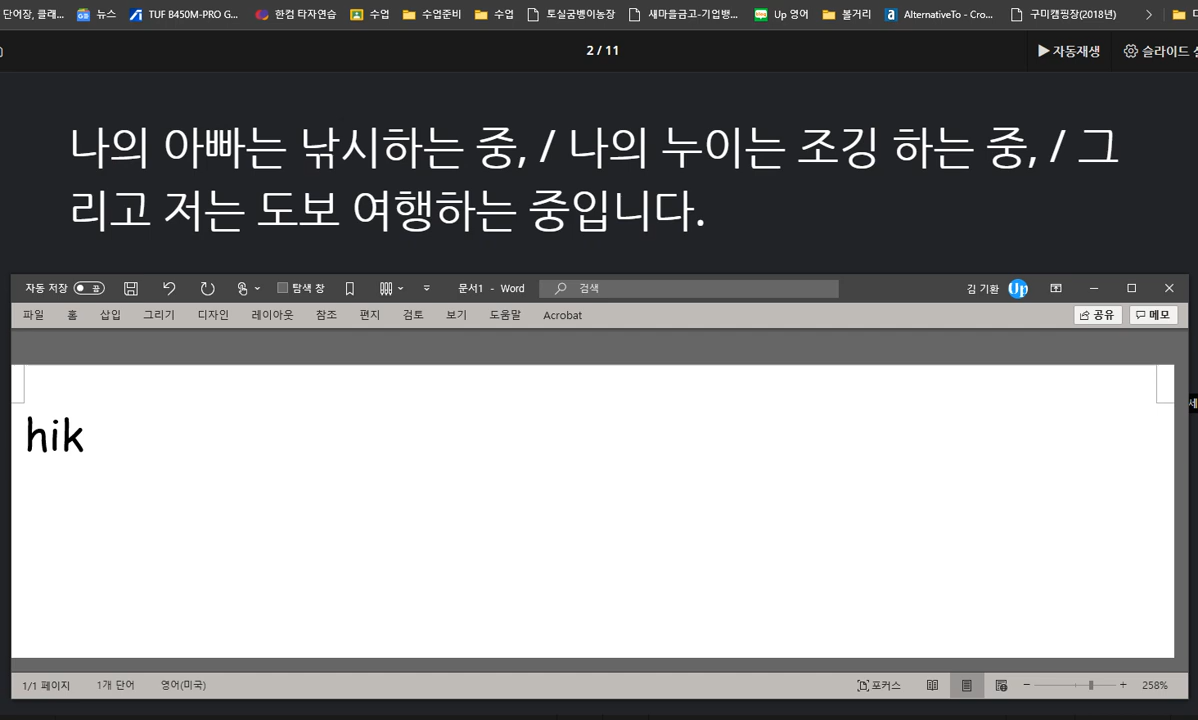 단어장, 클래... 뉴스 TUF B450M-PRO G... 한컴 타자연습 수업 수업준비 수업 토실굼벵이농장 새마을금고-기업뱅... Up 영어 볼거리 AlternativeTo - Cro... 구미캠핑장(2018년)
2 / 11 자동재생 슬라이드
나의 아빠는 낚시하는 중, / 나의 누이는 조깅 하는 중, / 그
리고 저는 도보 여행하는 중입니다.
자동 저장 끔 탐색 창 문서1 - Word 검색 김 기환 Up
파일 홈 삽입 그리기 디자인 레이아웃 참조 편지 검토 보기 도움말 Acrobat 공유 메모
세
hik
1/1 페이지 1개 단어 영어(미국) 포커스 258%